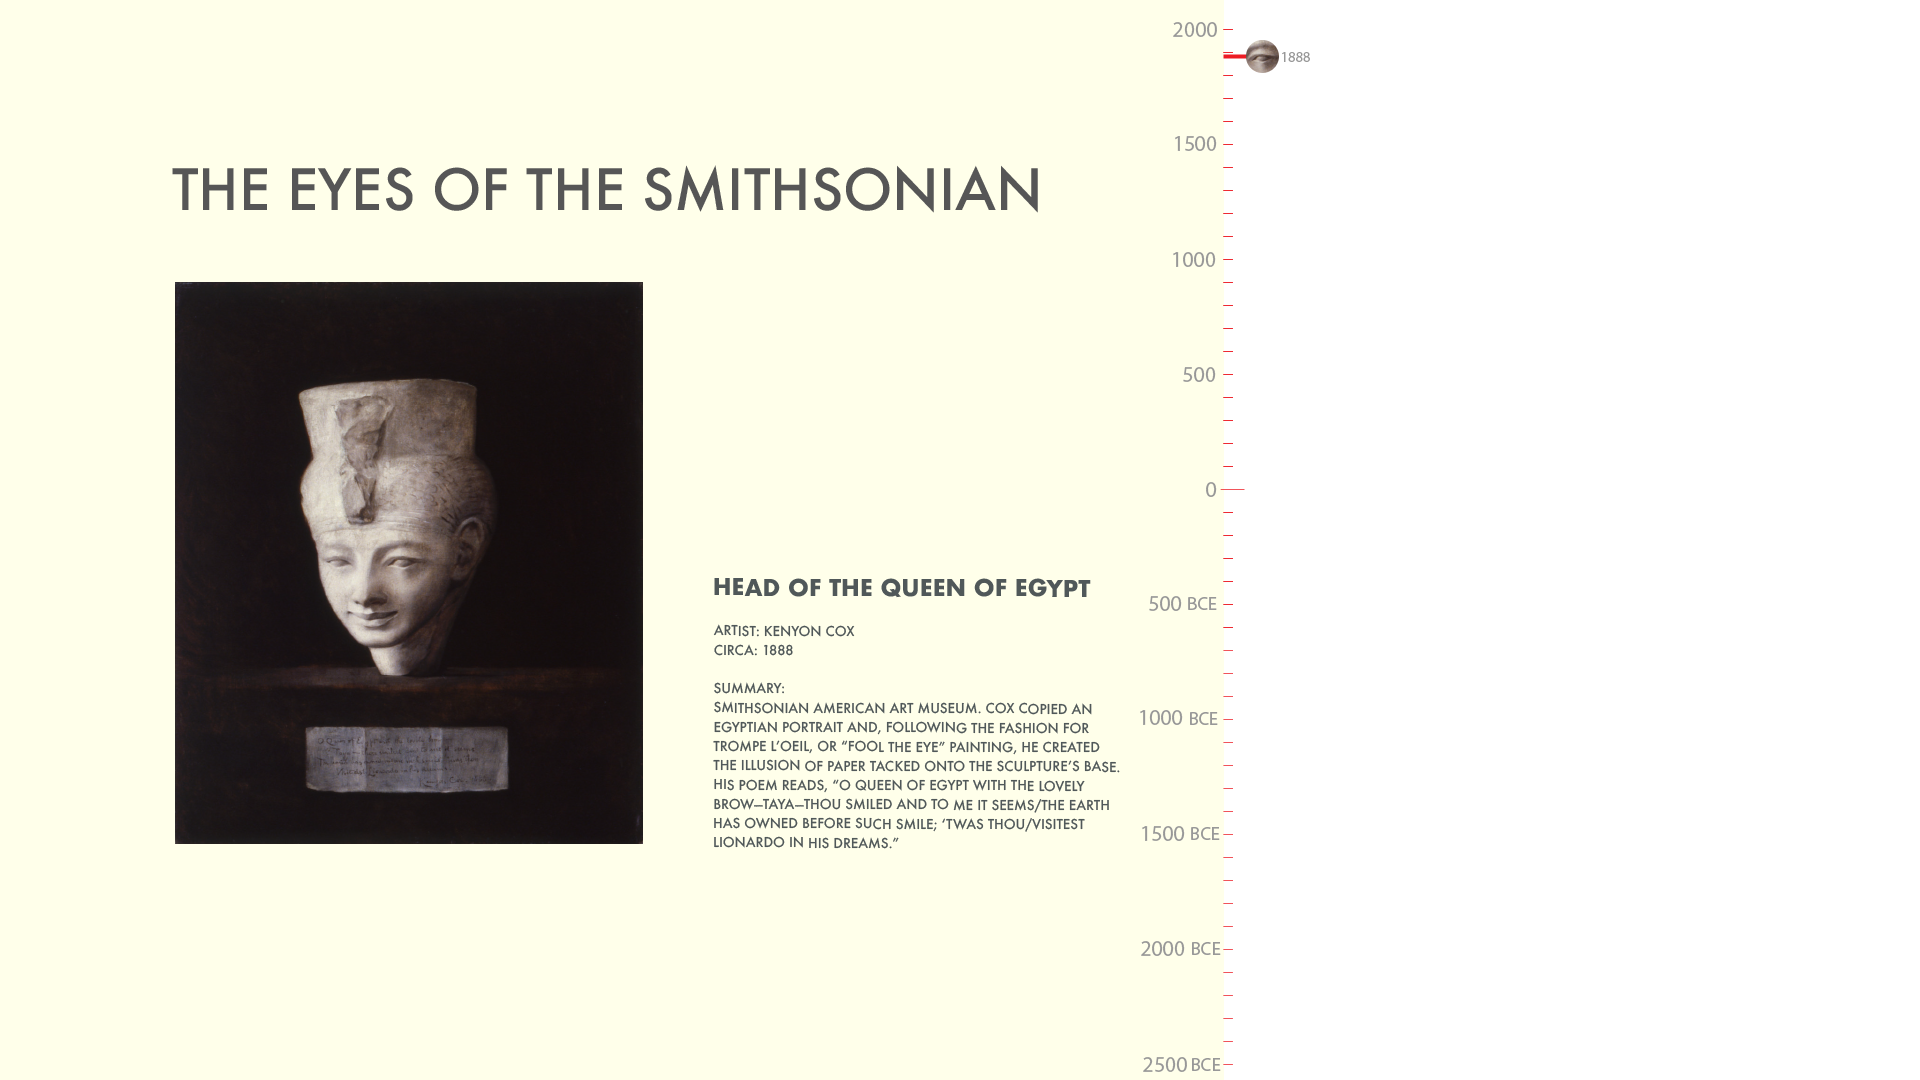 THE EYES OF THE SMITHSONIAN
HEAD OF THE QUEEN OF EGYPT
ARTIST: KENYON COX
CIRCA: 1888
SUMMARY:
SMITHSONIAN AMERICAN ART MUSEUM. COX COPIED AN
EGYPTIAN PORTRAIT AND, FOLLOWING THE FASHION FOR
TROMPE L’OEIL, OR “FOOL THE EYE” PAINTING, HE CREATED
THE ILLUSION OF PAPER TACKED ONTO THE SCULPTURE’S BASE.
HIS POEM READS, “O QUEEN OF EGYPT WITH THE LOVELY
BROW—TAYA—THOU SMILED AND TO ME IT SEEMS/THE EARTH
HAS OWNED BEFORE SUCH SMILE; ‘TWAS THOU/VISITEST
LIONARDO IN HIS DREAMS.”
2000
1888
1500
1000
500
0
500 BCE
1000 BCE
1500 BCE
2000 BCE
2500 BCE